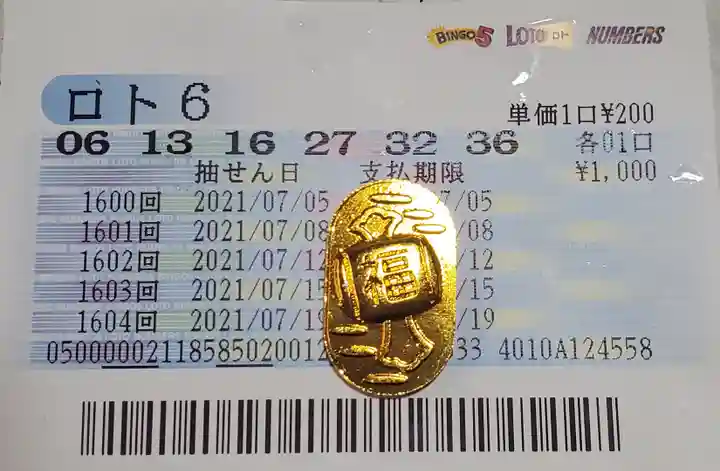 BINGO5 LOTO ロト NUMBERS
ロト6 単価1口¥200
06 13 16 27 32 36 各01口
抽せん日 支払期限 ¥1,000
1600回 2021/07/05 /05
1601回 2021/07/08 /08
1602回 2021/07/12 /12
1603回 2021/07/15 /15
1604回 2021/07/19 /19
福
0500000211858502001 33 4010A124558